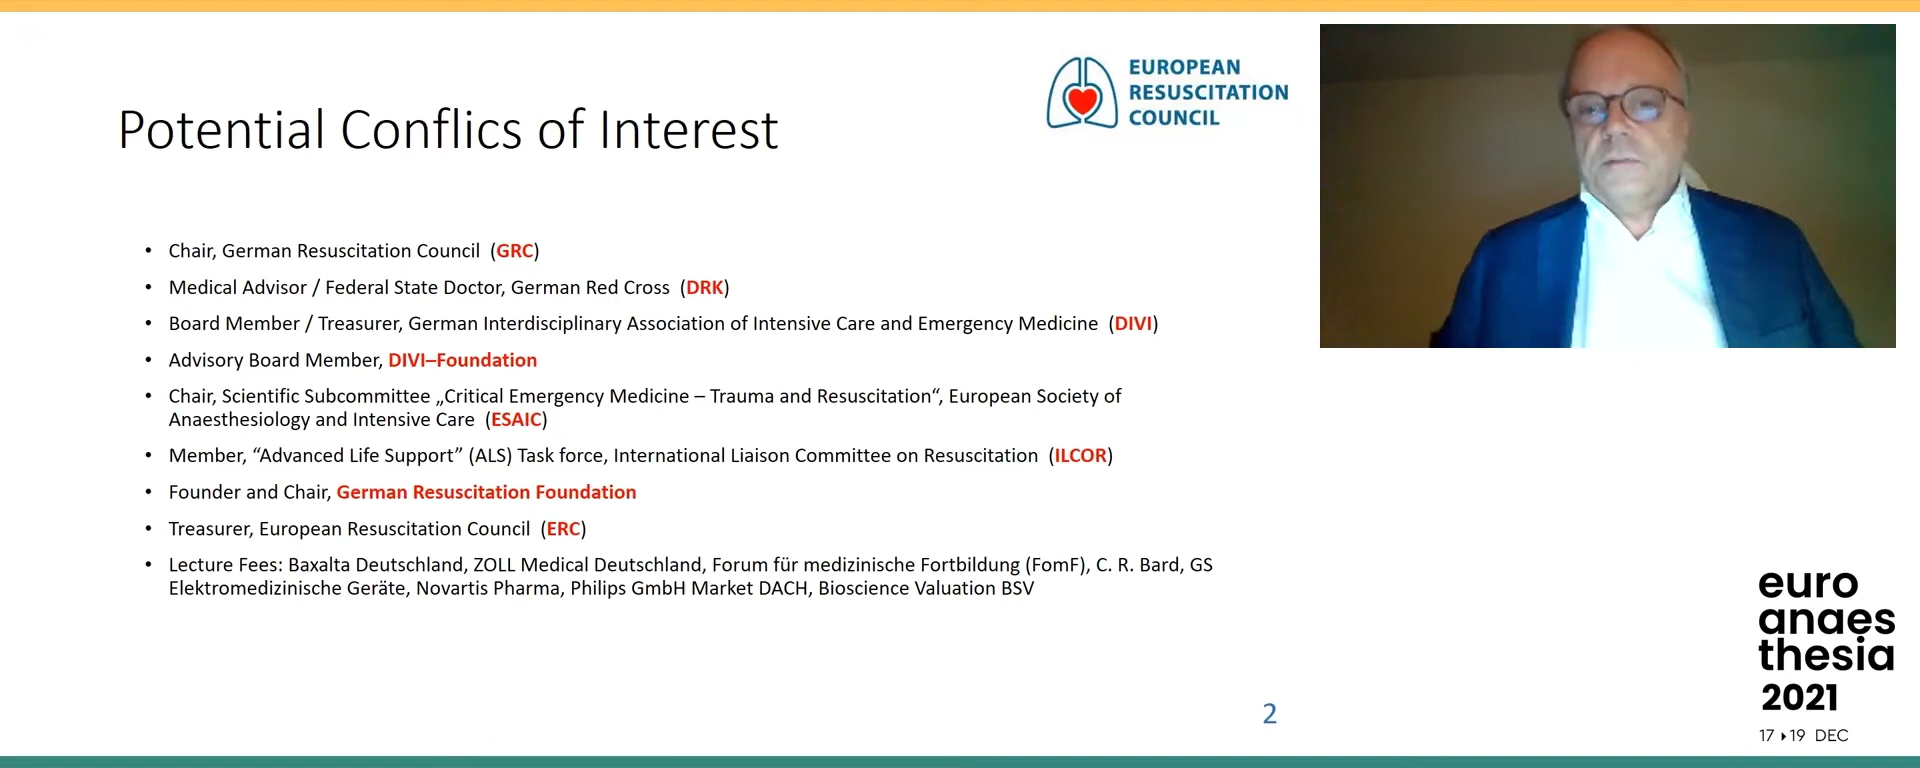 Potential Conflics of Interest
EUROPEAN
RESUSCITATION
COUNCIL
• Chair, German Resuscitation Council (GRC)
• Medical Advisor / Federal State Doctor, German Red Cross (DRK)
• Board Member / Treasurer, German Interdisciplinary Association of Intensive Care and Emergency Medicine (DIVI)
• Advisory Board Member, DIVI–Foundation
• Chair, Scientific Subcommittee „Critical Emergency Medicine – Trauma and Resuscitation“, European Society of
Anaesthesiology and Intensive Care (ESAIC)
• Member, “Advanced Life Support” (ALS) Task force, International Liaison Committee on Resuscitation (ILCOR)
• Founder and Chair, German Resuscitation Foundation
• Treasurer, European Resuscitation Council (ERC)
• Lecture Fees: Baxalta Deutschland, ZOLL Medical Deutschland, Forum für medizinische Fortbildung (FomF), C. R. Bard, GS
Elektromedizinische Geräte, Novartis Pharma, Philips GmbH Market DACH, Bioscience Valuation BSV
2
euro
anaes
thesia
2021
17 ▸ 19 DEC